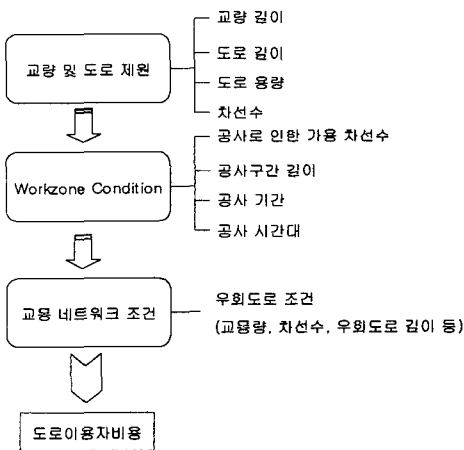 교량 및 도로 제원
교량 길이
도로 길이
도로 용량
차선수
Workzone Condition
공사로 인한 가용 차선수
공사구간 길이
공사 기간
공사 시간대
교통 네트워크 조건
우회도로 조건
(교통량, 차선수, 우회도로 길이 등)
도로이용자비용